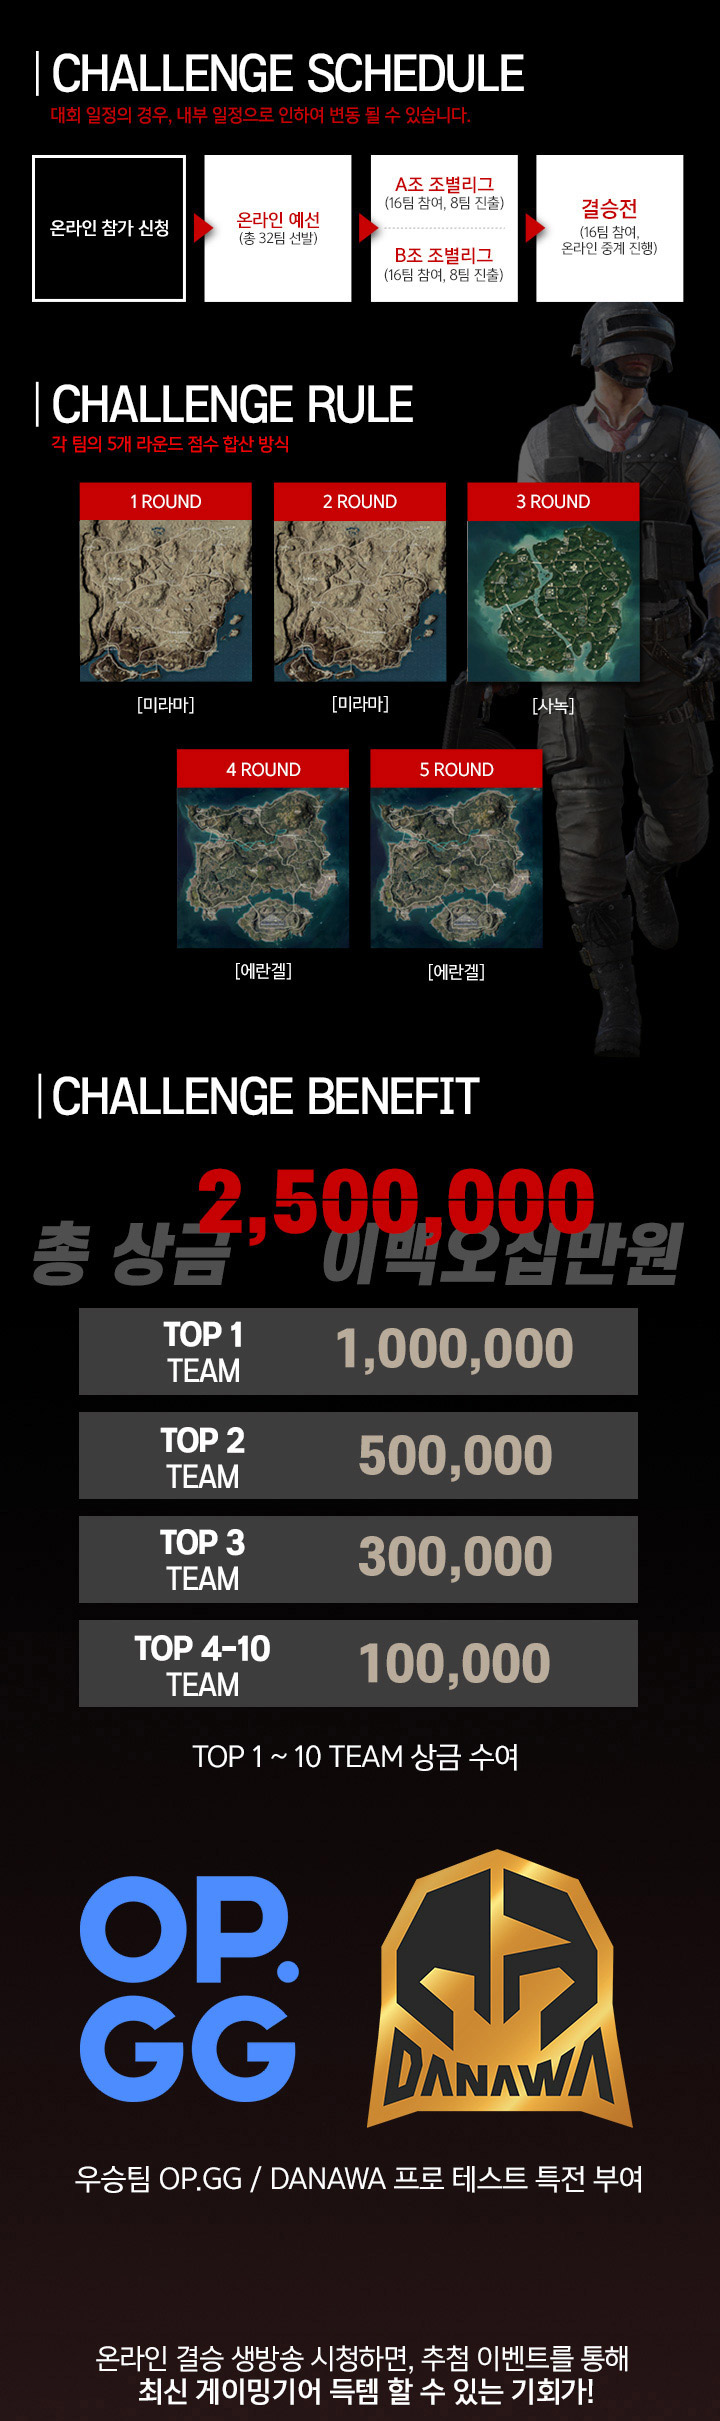 CHALLENGE SCHEDULE
대회 일정의 경우, 내부 일정으로 인하여 변동 될 수 있습니다.
온라인 참가 신청
온라인 예선
(총 32팀 선발)
A조 조별리그
(16팀 참여, 8팀 진출)
B조 조별리그
(16팀 참여, 8팀 진출)
결승전
(16팀 참여,
온라인 중계 진행)
CHALLENGE RULE
각 팀의 5개 라운드 점수 합산 방식
1 ROUND
2 ROUND
3 ROUND
[미라마]
[미라마]
[사녹]
4 ROUND
5 ROUND
[에란겔]
[에란겔]
CHALLENGE BENEFIT
2,500,000
총 상금 이백오십만원
TOP 1
TEAM
1,000,000
TOP 2
TEAM
500,000
TOP 3
TEAM
300,000
TOP 4-10
TEAM
100,000
TOP 1 ~ 10 TEAM 상금 수여
OP.
GG
DANAWA
우승팀 OP.GG / DANAWA 프로 테스트 특전 부여
온라인 결승 생방송 시청하면, 추첨 이벤트를 통해
최신 게이밍기어 득템 할 수 있는 기회가!